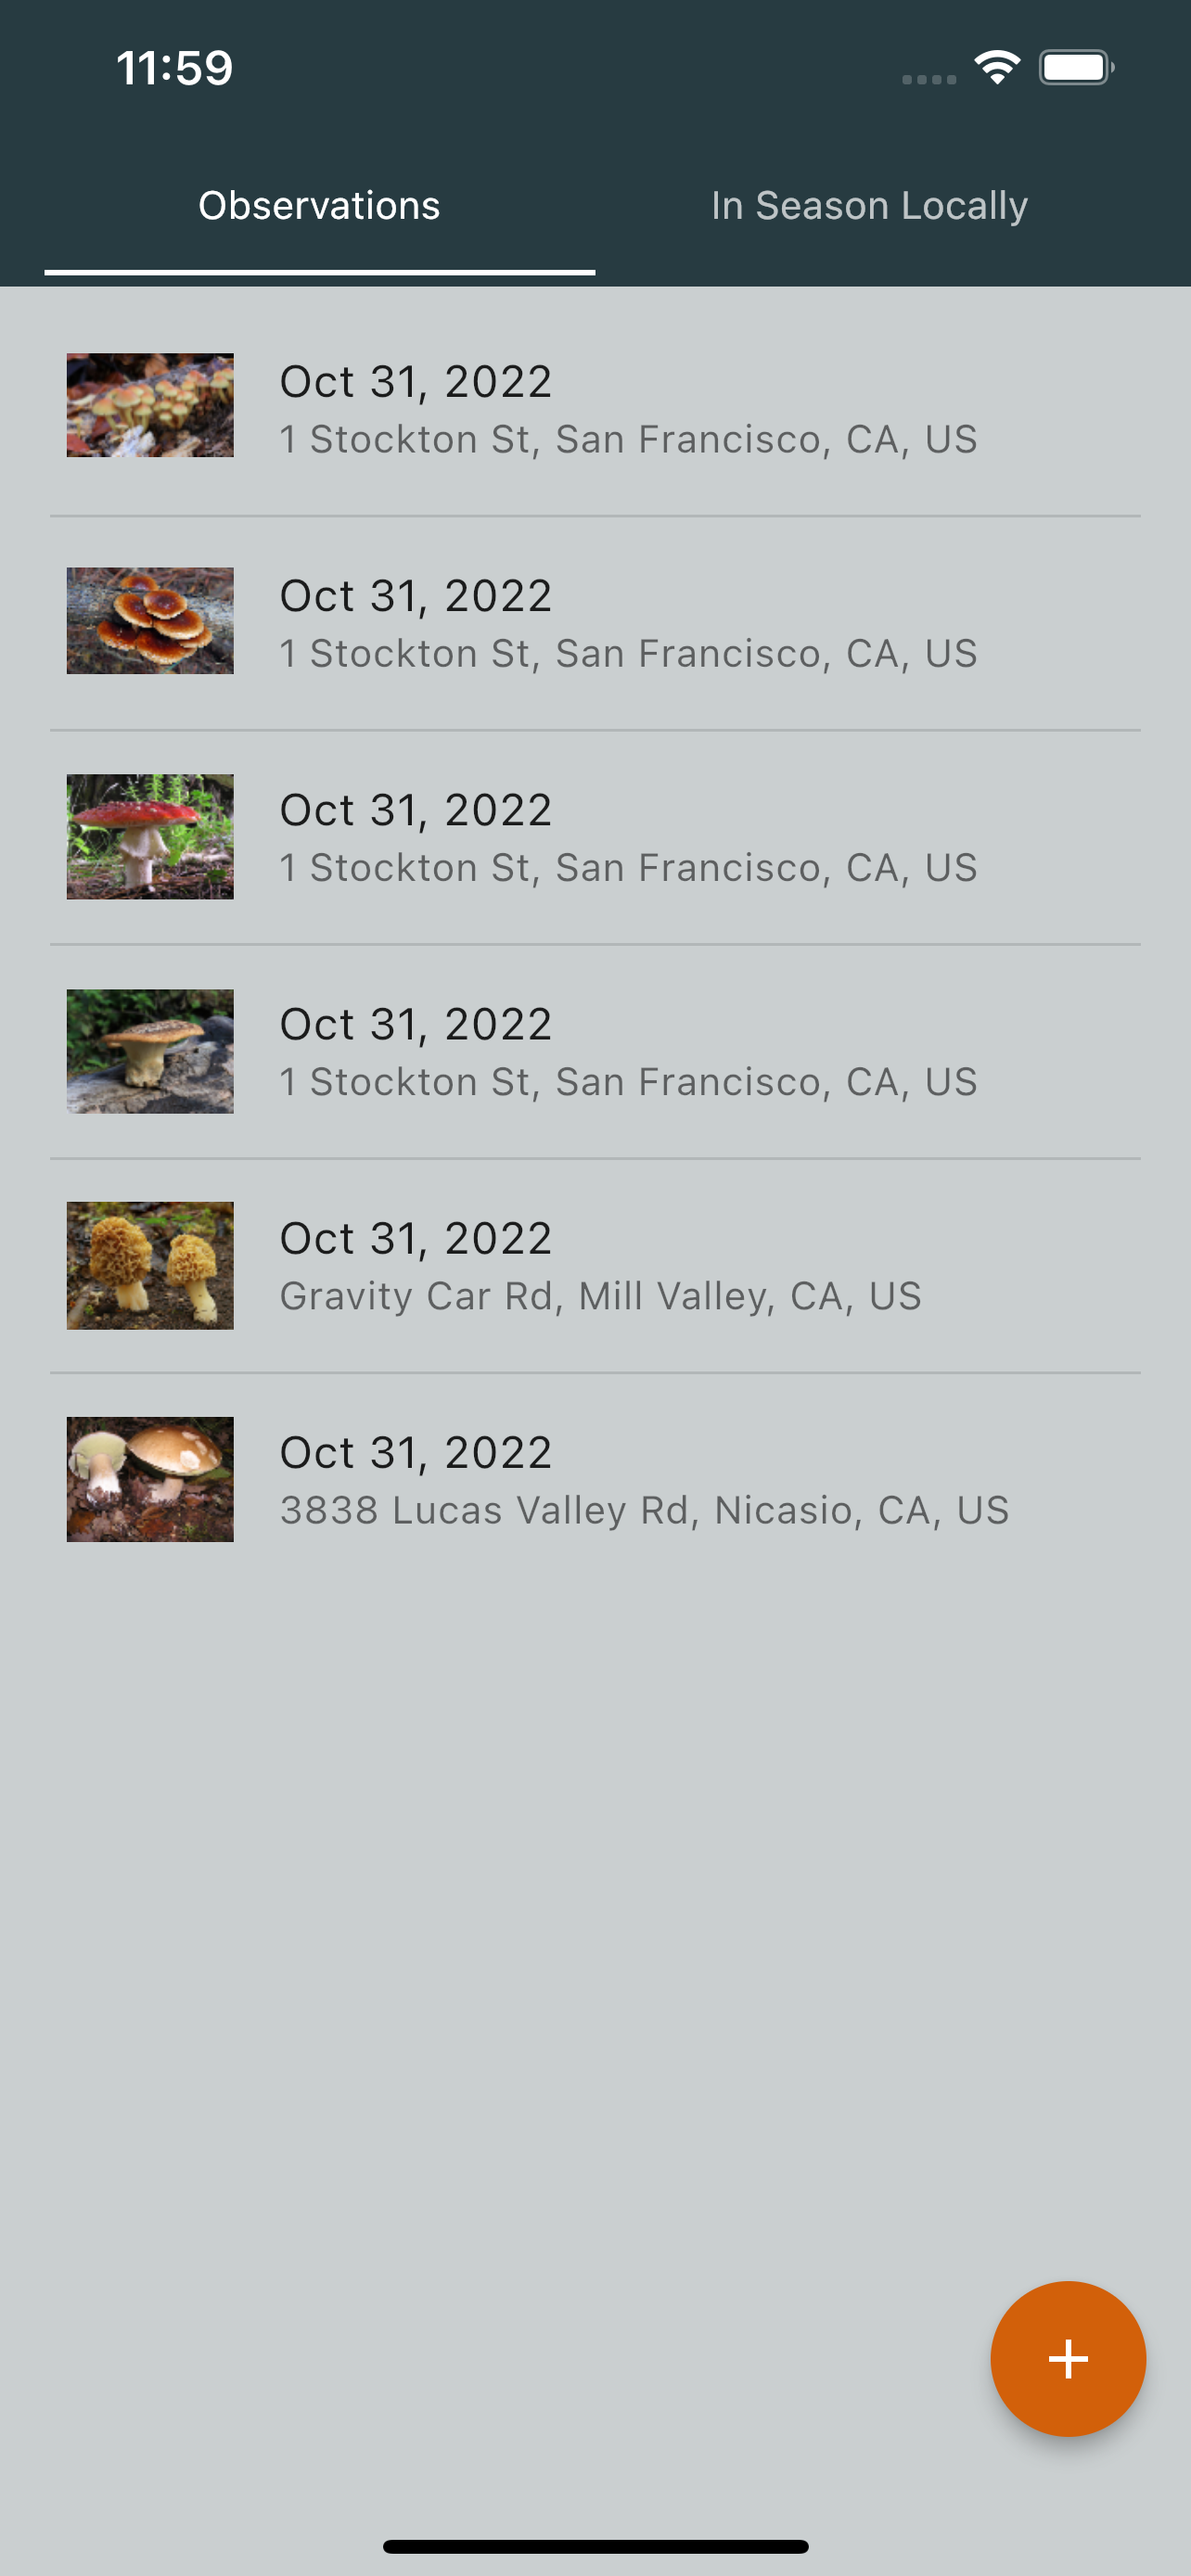 11:59
Observations
In Season Locally
Oct 31, 2022
1 Stockton St, San Francisco, CA, US
Oct 31, 2022
1 Stockton St, San Francisco, CA, US
Oct 31, 2022
1 Stockton St, San Francisco, CA, US
Oct 31, 2022
1 Stockton St, San Francisco, CA, US
Oct 31, 2022
Gravity Car Rd, Mill Valley, CA, US
Oct 31, 2022
3838 Lucas Valley Rd, Nicasio, CA, US
+